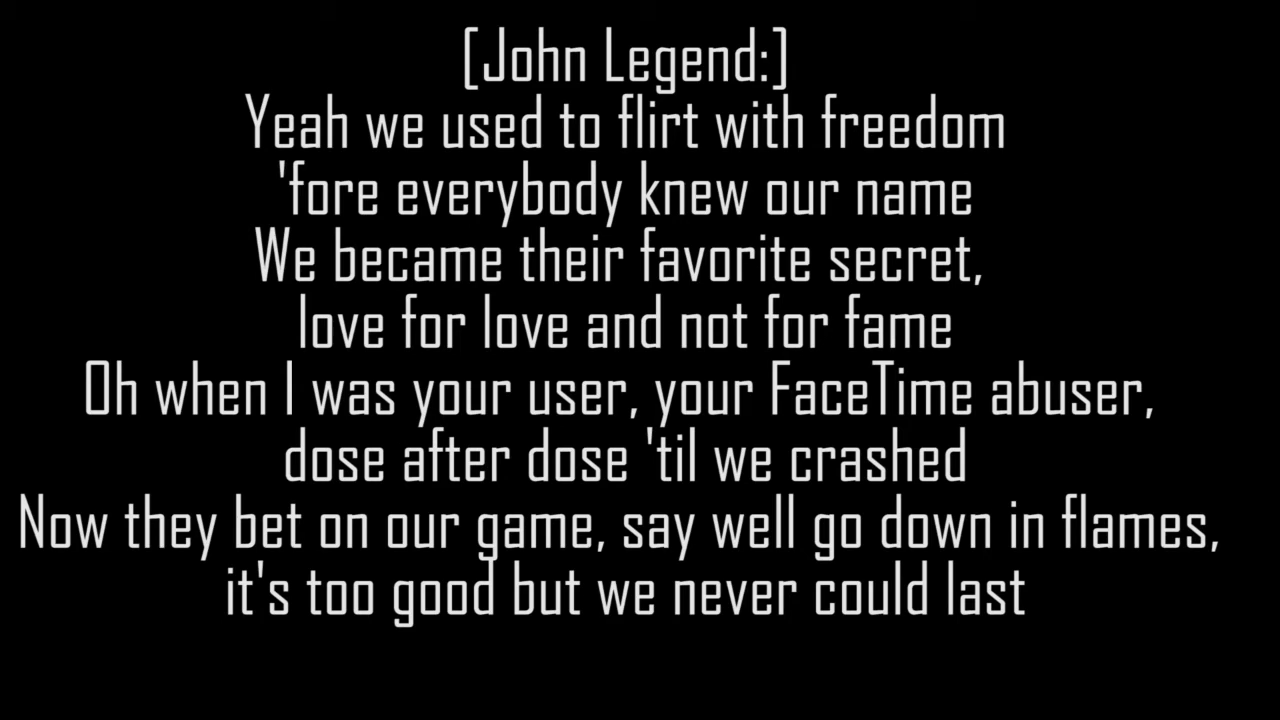 [John Legend:]
Yeah we used to flirt with freedom
'fore everybody knew our name
We became their favorite secret,
love for love and not for fame
Oh when I was your user, your FaceTime abuser,
dose after dose 'til we crashed
Now they bet on our game, say well go down in flames,
it's too good but we never could last